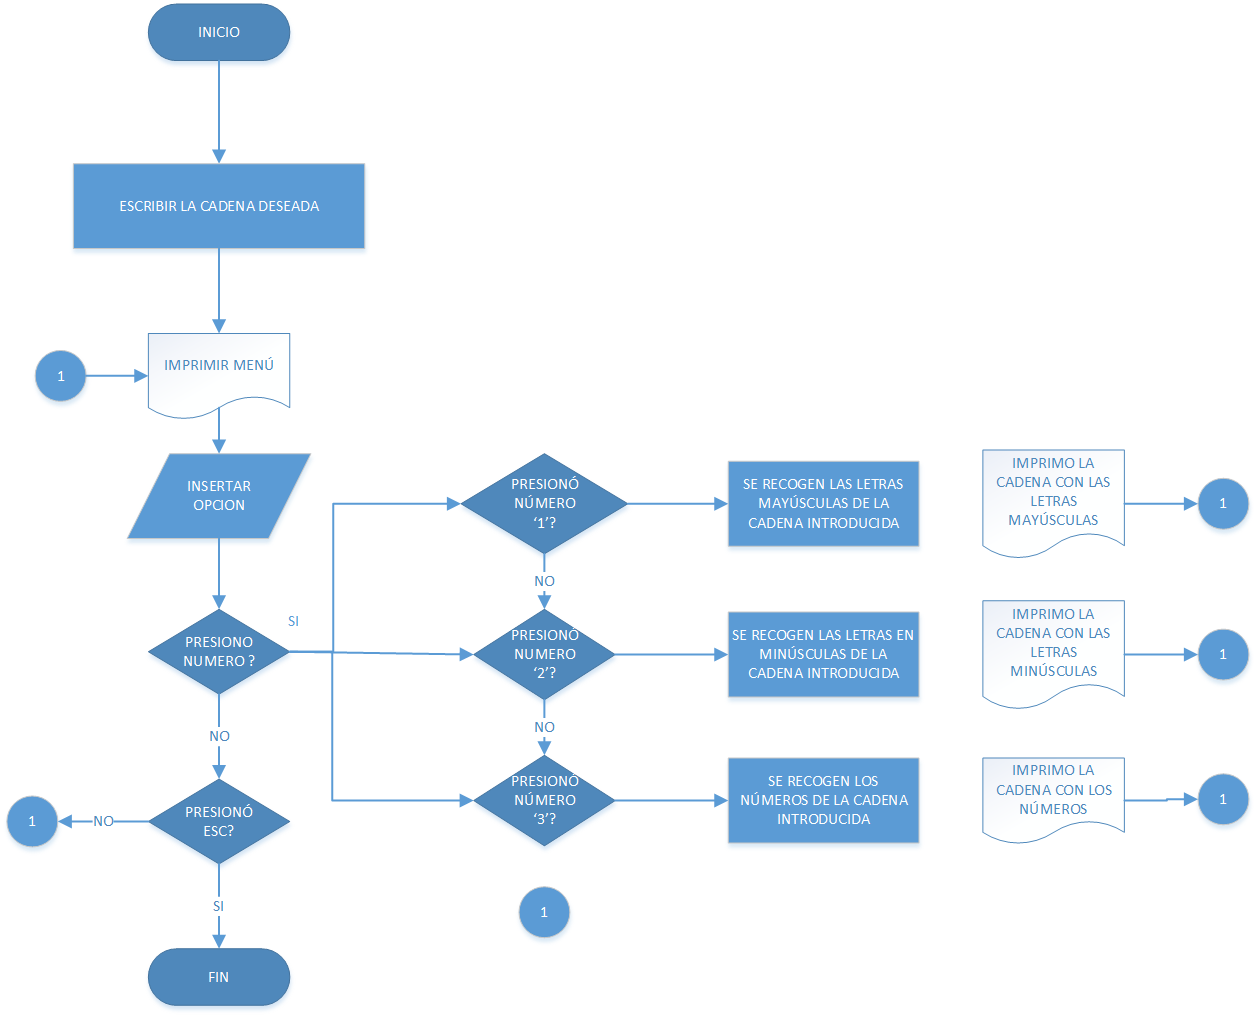 INICIO
ESCRIBIR LA CADENA DESEADA
IMPRIMIR MENÚ
1
INSERTAR
OPCION
PRESIONO
NUMERO ?
SI
NO
PRESIONÓ
ESC?
NO
1
SI
FIN
PRESIONÓ
NÚMERO
‘1’?
NO
PRESIONÓ
NUMERO
‘2’?
NO
PRESIONÓ
NÚMERO
‘3’?
1
SE RECOGEN LAS LETRAS
MAYÚSCULAS DE LA
CADENA INTRODUCIDA
IMPRIMO LA
CADENA CON LAS
LETRAS
MAYÚSCULAS
1
SE RECOGEN LAS LETRAS EN
MINÚSCULAS DE LA
CADENA INTRODUCIDA
IMPRIMO LA
CADENA CON LAS
LETRAS
MINÚSCULAS
1
SE RECOGEN LOS
NÚMEROS DE LA CADENA
INTRODUCIDA
IMPRIMO LA
CADENA CON LOS
NÚMEROS
1